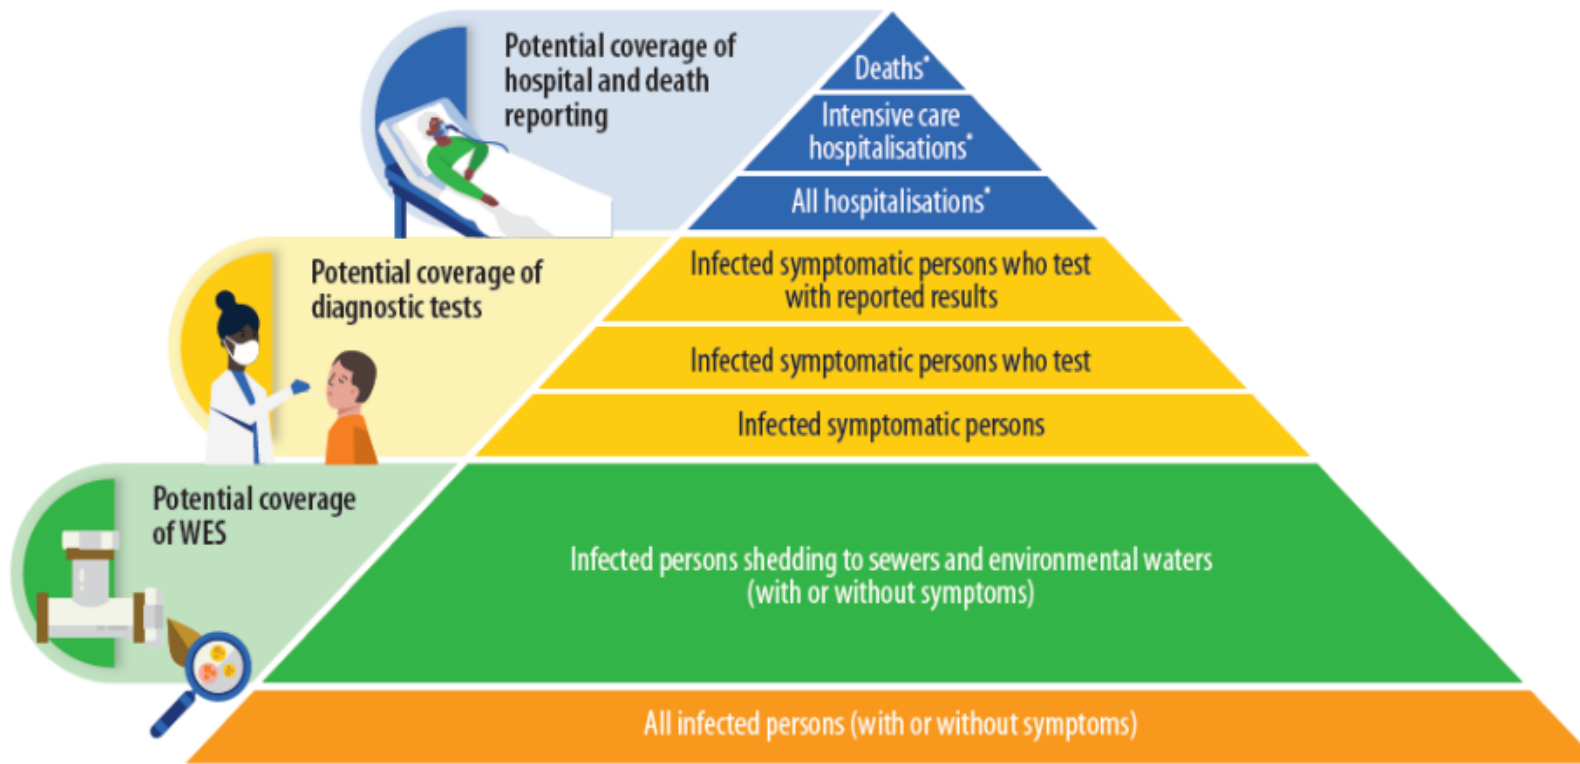 Potential coverage of
hospital and death
reporting
Deaths*
Intensive care
hospitalisations*
All hospitalisations*
Potential coverage of
diagnostic tests
Infected symptomatic persons who test
with reported results
Infected symptomatic persons who test
Infected symptomatic persons
Potential coverage
of WES
Infected persons shedding to sewers and environmental waters
(with or without symptoms)
All infected persons (with or without symptoms)